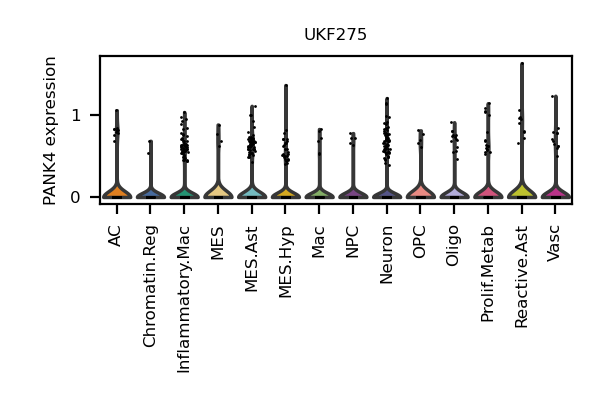 UKF275
PANK4 expression
1
0
AC
Chromatin.Reg
Inflammatory.Mac
MES
MES.Ast
MES.Hyp
Mac
NPC
Neuron
OPC
Oligo
Prolif.Metab
Reactive.Ast
Vasc